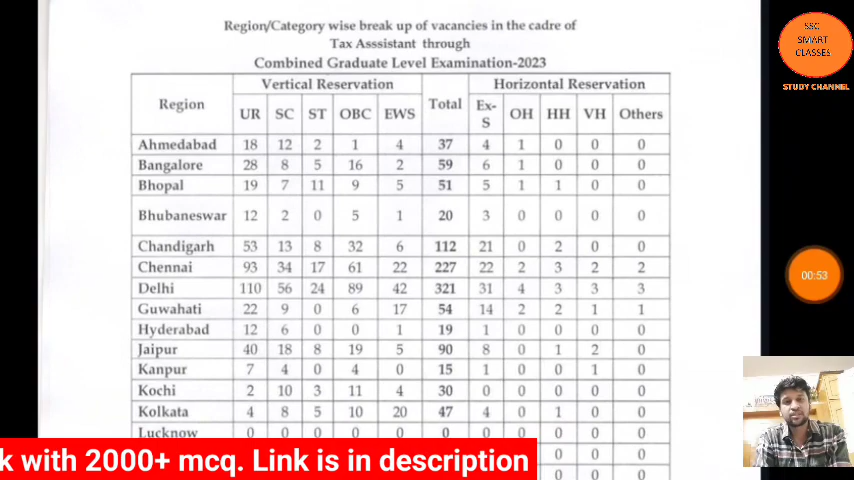 Region/Category wise break up of vacancies in the cadre of
Tax Asssistant through
Combined Graduate Level Examination-2023
Region Vertical Reservation Total Horizontal Reservation
UR SC ST OBC EWS Ex-S OH HH VH Others
Ahmedabad 18 12 2 1 4 37 4 1 0 0 0
Bangalore 28 8 5 16 2 59 6 1 0 0 0
Bhopal 19 7 11 9 5 51 5 1 1 0 0
Bhubaneswar 12 2 0 5 1 20 3 0 0 0 0
Chandigarh 53 13 8 32 6 112 21 0 2 0 0
Chennai 93 34 17 61 22 227 22 2 3 2 2
Delhi 110 56 24 89 42 321 31 4 3 3 3
Guwahati 22 9 0 6 17 54 14 2 2 1 1
Hyderabad 12 6 0 0 1 19 1 0 0 0 0
Jaipur 40 18 8 19 5 90 8 0 1 2 0
Kanpur 7 4 0 4 0 15 1 0 0 1 0
Kochi 2 10 3 11 4 30 0 0 0 0 0
Kolkata 4 8 5 10 20 47 4 0 1 0 0
Lucknow 0 0 0 0 0 0 0 0 0 0 0
0 0 0
0 0 0
SSC
SMART
CLASSES
STUDY CHANNEL
00:53
k with 2000+ mcq. Link is in description